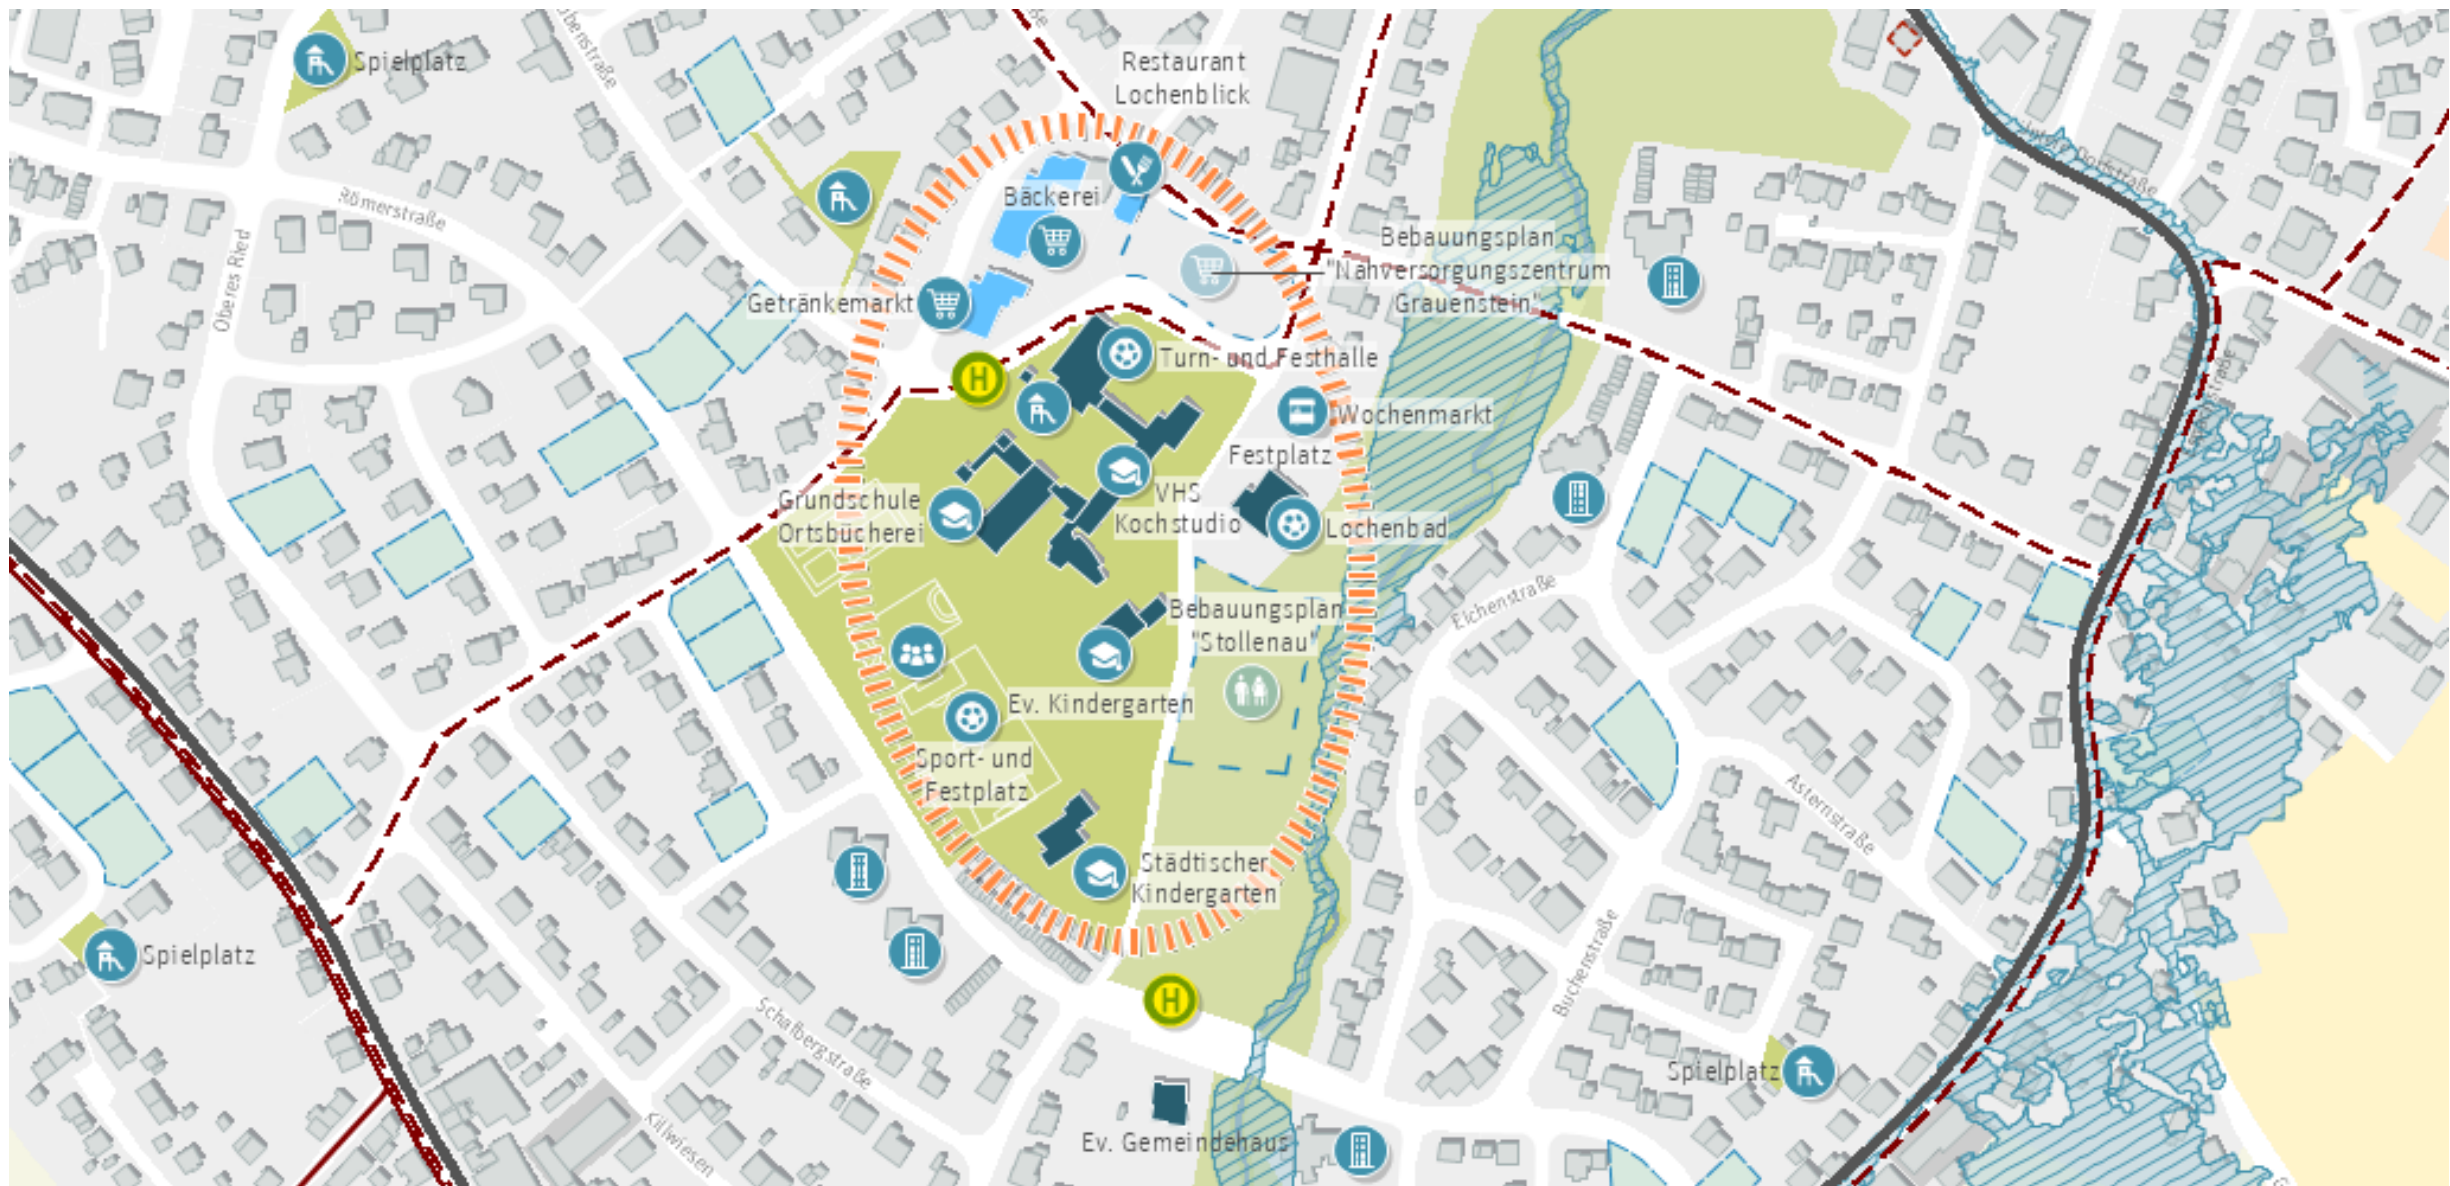 Spielplatz
Restaurant
Lochenblick
Bäckerei
Römerstraße
Oberes Ried
Bebauungsplan
"Nahversorgungszentrum
Grauenstein"
Getränkemarkt
H
Turn- und Festhalle
Wochenmarkt
Festplatz
Grundschule
Ortsbücherei
VHS
Kochstudio
Lochenbad
Eichenstraße
Bebauungsplan
"Stollenau"
Ev. Kindergarten
Sport- und
Festplatz
Asternstraße
Städtischer
Kindergarten
Spielplatz
Buchenstraße
H
Schafbergstraße
Spielplatz
Killwiesen
Ev. Gemeindehaus